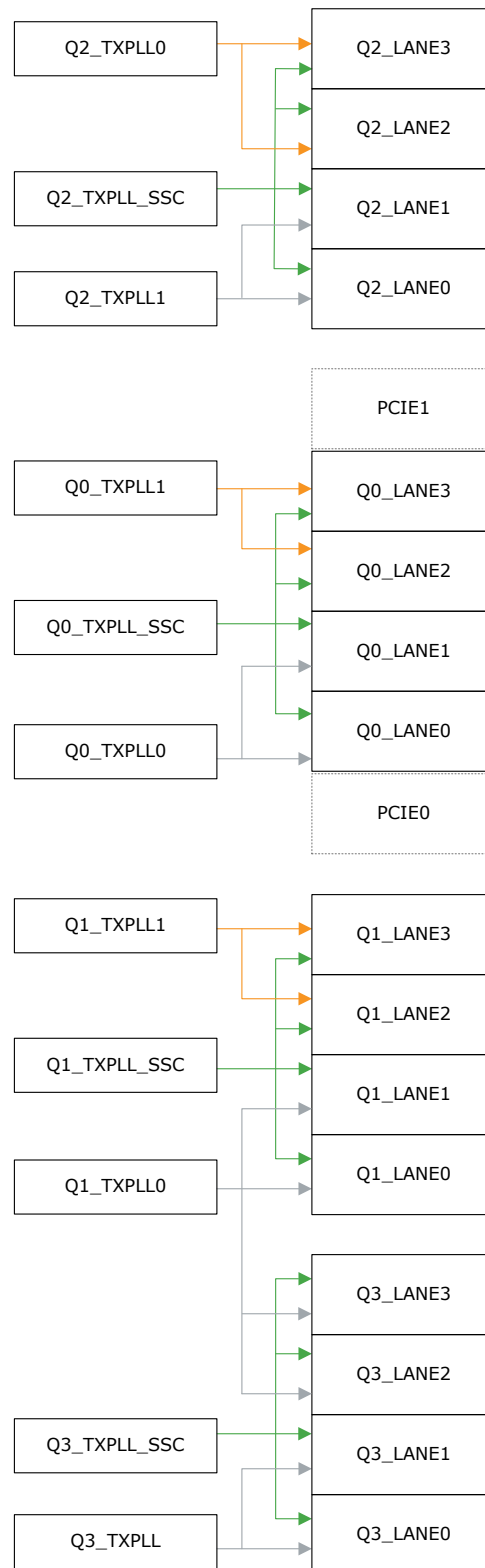 Q2_TXPLL0
Q2_LANE3
Q2_LANE2
Q2_TXPLL_SSC
Q2_LANE1
Q2_TXPLL1
Q2_LANE0
PCIE1
Q0_TXPLL1
Q0_LANE3
Q0_LANE2
Q0_TXPLL_SSC
Q0_LANE1
Q0_TXPLL0
Q0_LANE0
PCIE0
Q1_TXPLL1
Q1_LANE3
Q1_LANE2
Q1_TXPLL_SSC
Q1_LANE1
Q1_TXPLL0
Q1_LANE0
Q3_LANE3
Q3_LANE2
Q3_TXPLL_SSC
Q3_LANE1
Q3_TXPLL
Q3_LANE0